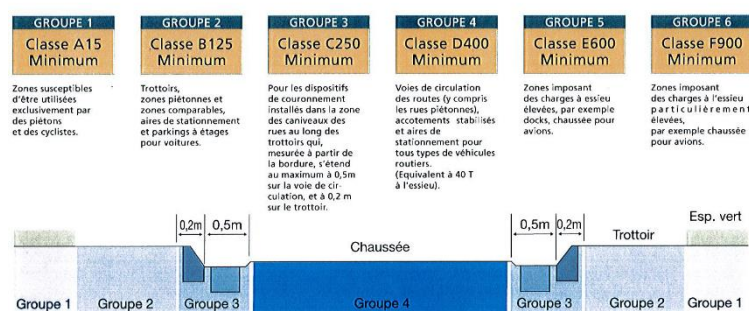 GROUPE 1
Classe A15
Minimum
Zones susceptibles
d'être utilisées
exclusivement par
des piétons
et des cyclistes.
GROUPE 2
Classe B125
Minimum
Trottoirs,
zones piétonnes et
zones comparables,
aires de stationnement
et parkings à étages
pour voitures.
GROUPE 3
Classe C250
Minimum
Pour les dispositifs
de couronnement
installés dans la zone
des caniveaux des
rues au long des
trottoirs qui,
mesurée à partir de
la bordure, s'étend
au maximum à 0,5m
sur la voie de cir-
culation, et à 0,2 m
sur le trottoir.
GROUPE 4
Classe D400
Minimum
Voies de circulation
des routes (y compris
les rues piétonnes),
accotements stabilisés
et aires de
stationnement pour
tous types de véhicules
routiers.
(Equivalent à 40 T
à l'essieu).
GROUPE 5
Classe E600
Minimum
Zones imposant
des charges à essieu
élevées, par exemple
docks, chaussée pour
avions.
GROUPE 6
Classe F900
Minimum
Zones imposant
des charges à l'essieu
particulièrement
élevées,
par exemple chaussée
pour avions.
0,2m 0,5m
Chaussée
0,5m 0,2m
Trottoir
Esp. vert
Groupe 1 Groupe 2 Groupe 3 Groupe 4 Groupe 3 Groupe 2 Groupe 1